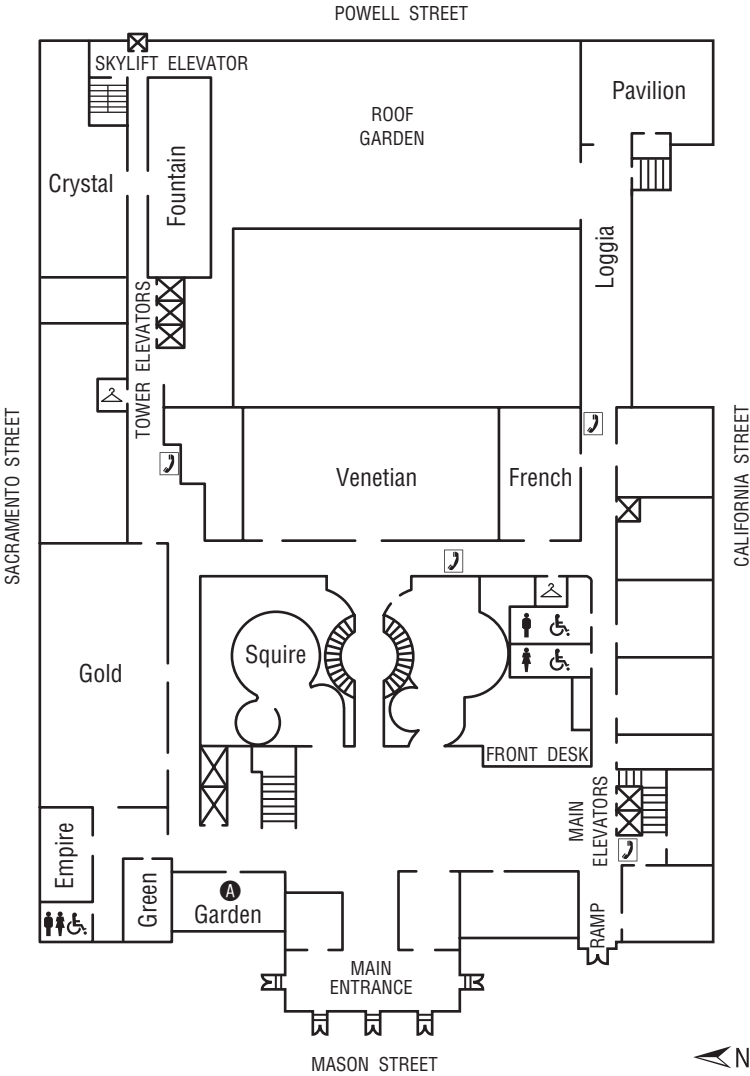 POWELL STREET
SKYLIFT ELEVATOR
Pavilion
ROOF
GARDEN
Crystal
Fountain
Loggia
TOWER ELEVATORS
SACRAMENTO STREET
CALIFORNIA STREET
Venetian
French
Squire
Gold
FRONT DESK
MAIN
ELEVATORS
Empire
Green
A
Garden
RAMP
MAIN
ENTRANCE
N
MASON STREET